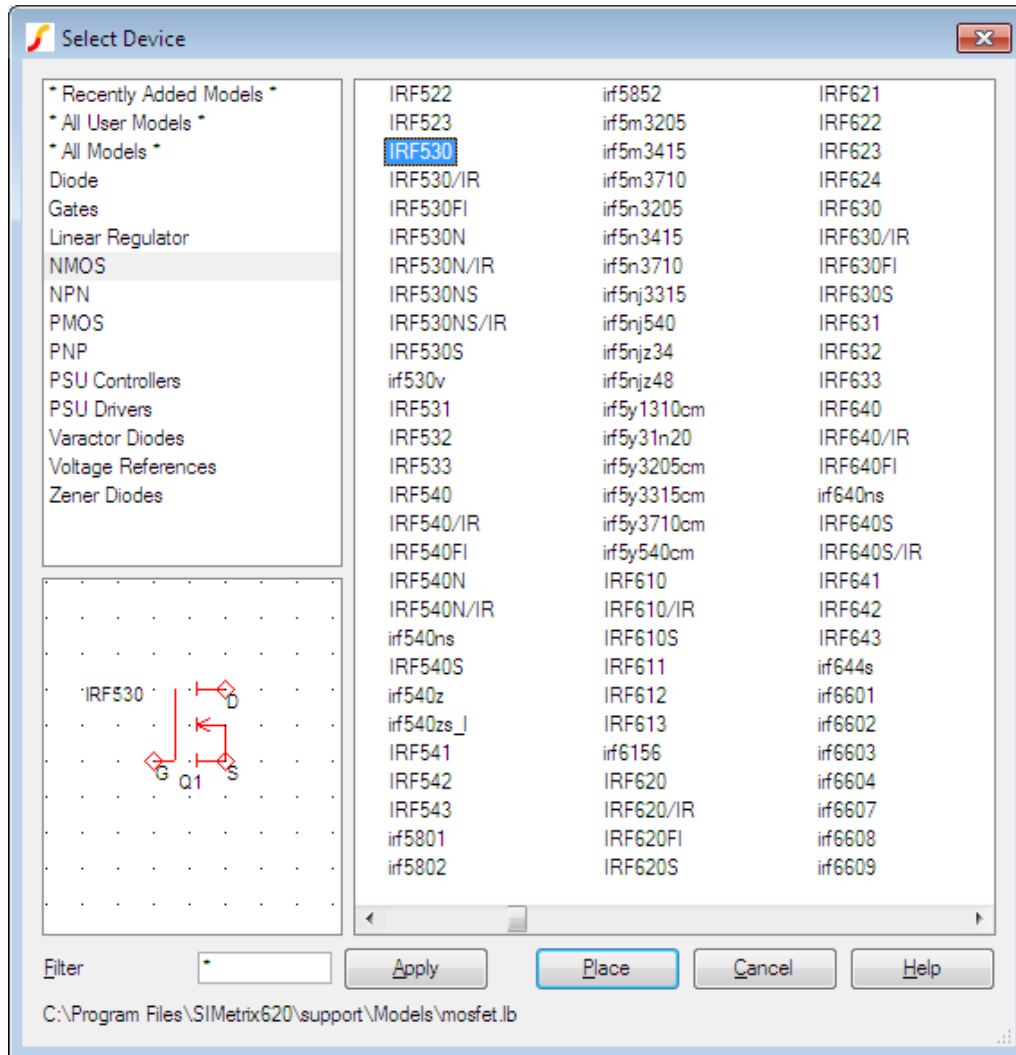 Select Device
* Recently Added Models *
* All User Models *
* All Models *
Diode
Gates
Linear Regulator
NMOS
NPN
PMOS
PNP
PSU Controllers
PSU Drivers
Varactor Diodes
Voltage References
Zener Diodes
IRF522
IRF523
IRF530
IRF530/IR
IRF530FI
IRF530N
IRF530N/IR
IRF530NS
IRF530NS/IR
IRF530S
irf530v
IRF531
IRF532
IRF533
IRF540
IRF540/IR
IRF540FI
IRF540N
IRF540N/IR
irf540ns
IRF540S
irf540z
irf540zs_l
IRF541
IRF542
IRF543
irf5801
irf5802
irf5852
irf5m3205
irf5m3415
irf5m3710
irf5n3205
irf5n3415
irf5n3710
irf5nj3315
irf5nj540
irf5njz34
irf5njz48
irf5y1310cm
irf5y31n20
irf5y3205cm
irf5y3315cm
irf5y3710cm
irf5y540cm
IRF610
IRF610/IR
IRF610S
IRF611
IRF612
IRF613
irf6156
IRF620
IRF620/IR
IRF620FI
IRF620S
IRF621
IRF622
IRF623
IRF624
IRF630
IRF630/IR
IRF630FI
IRF630S
IRF631
IRF632
IRF633
IRF640
IRF640/IR
IRF640FI
irf640ns
IRF640S
IRF640S/IR
IRF641
IRF642
IRF643
irf644s
irf6601
irf6602
irf6603
irf6604
irf6607
irf6608
irf6609
IRF530
D
G
Q1
S
Filter
*
Apply
Place
Cancel
Help
C:\Program Files\SIMetrix620\support\Models\mosfet.lb